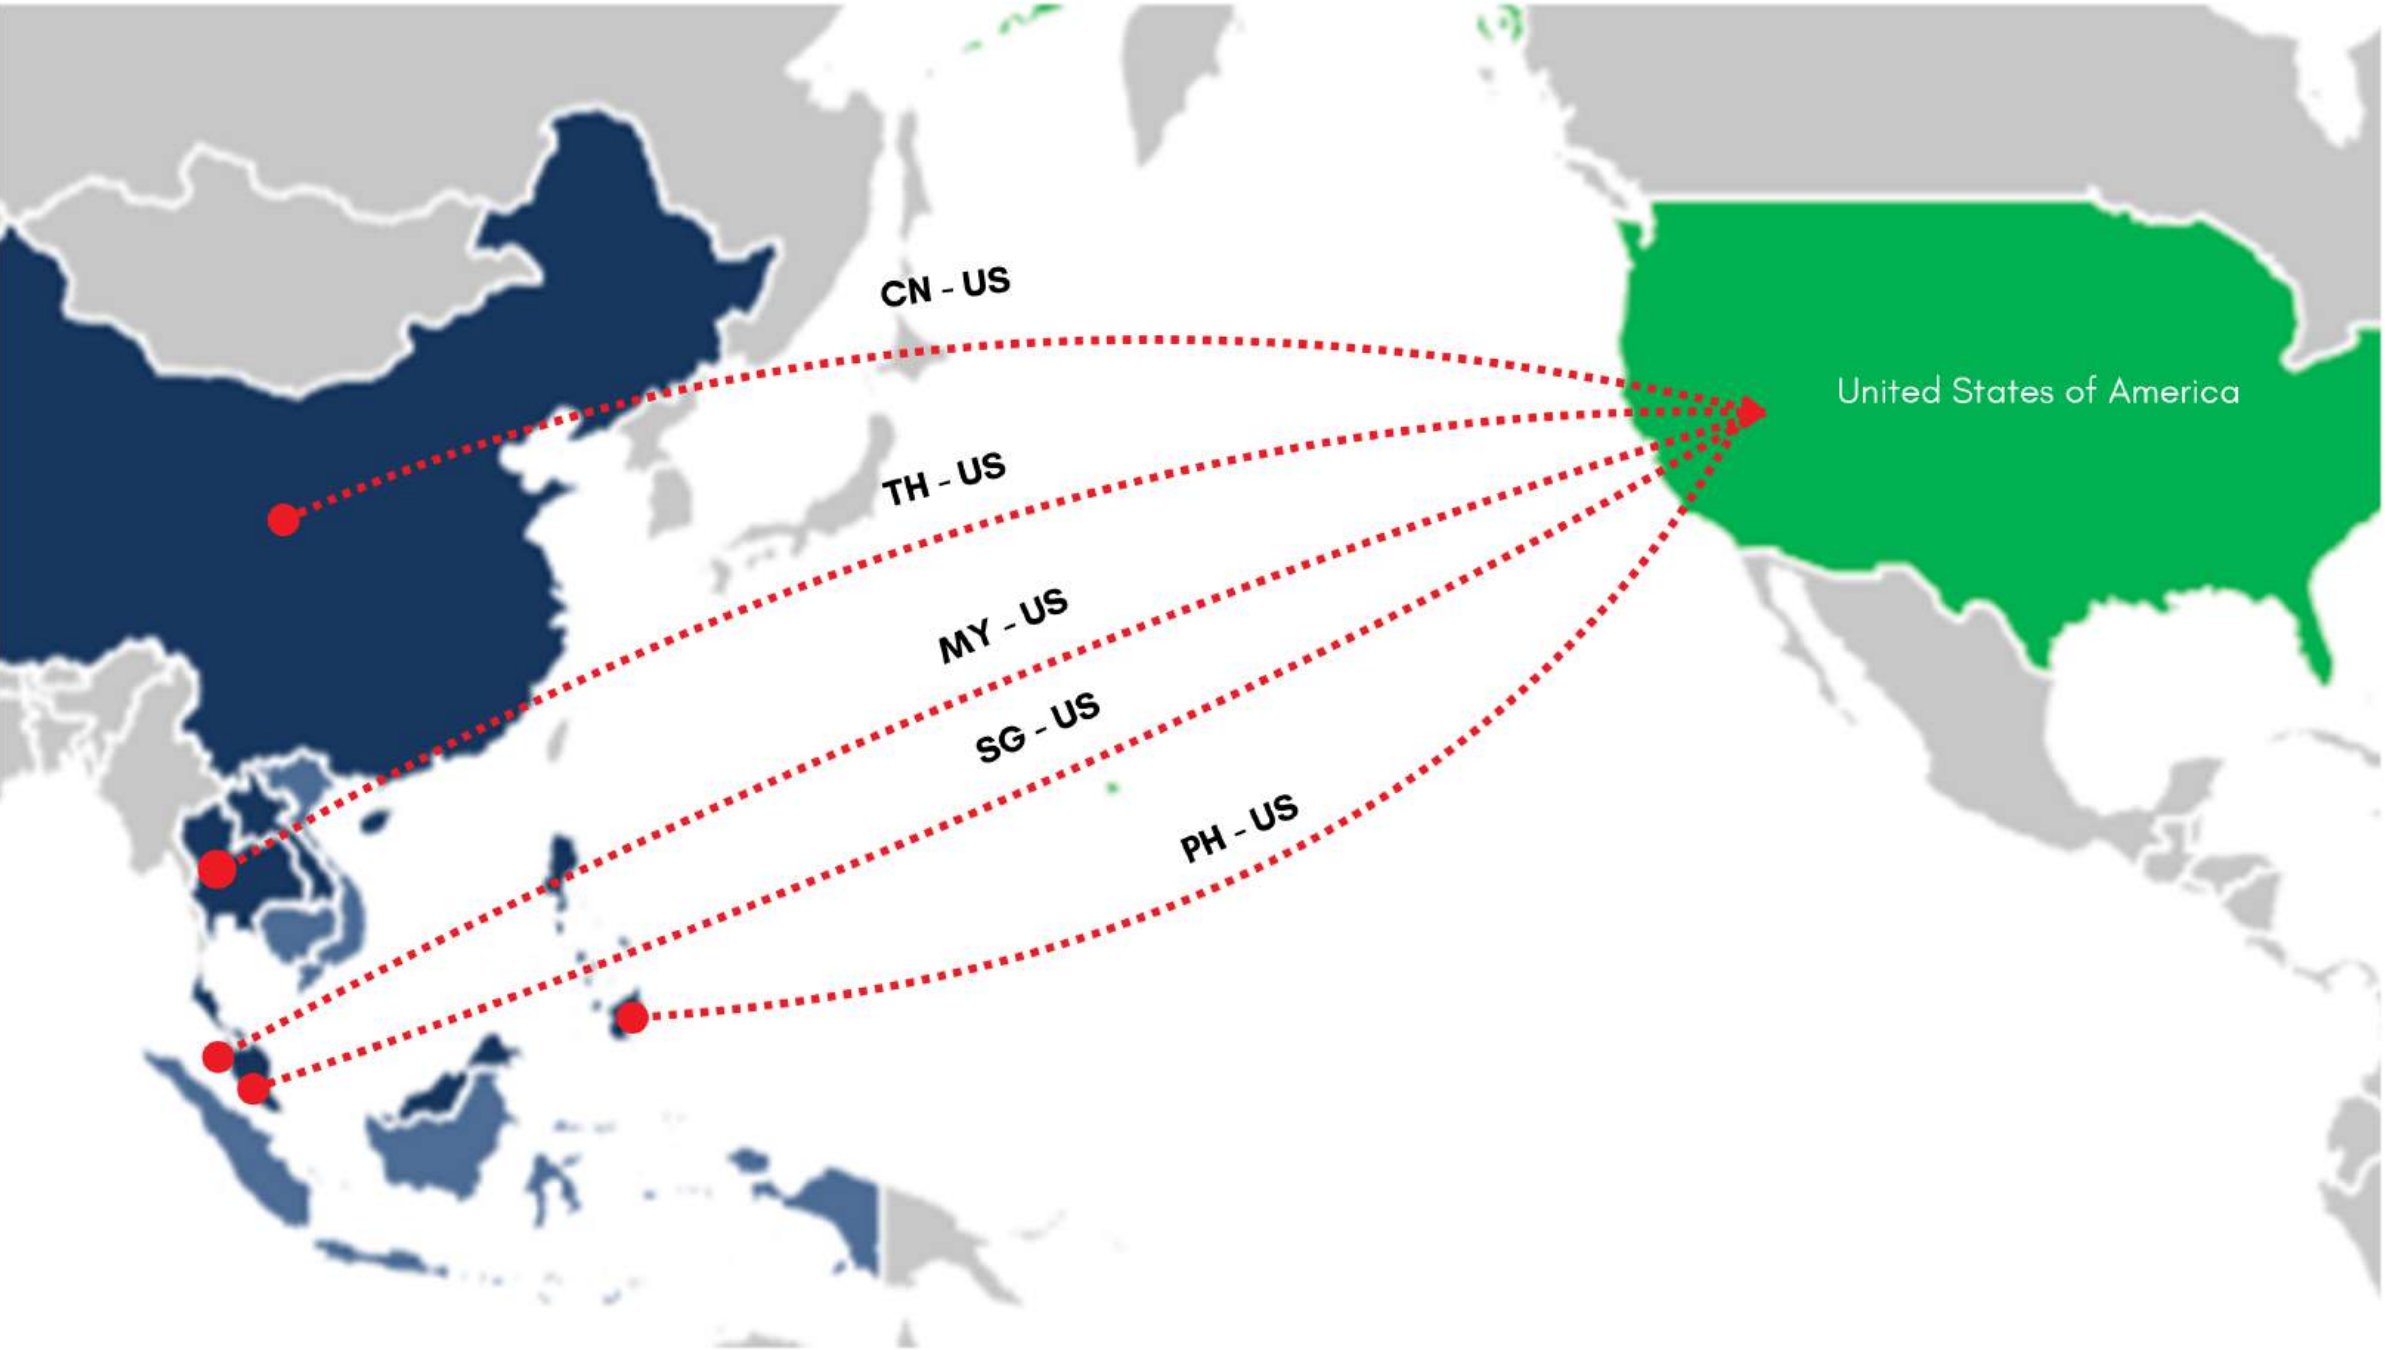 CN - US
United States of America
TH - US
MY - US
SG - US
PH - US